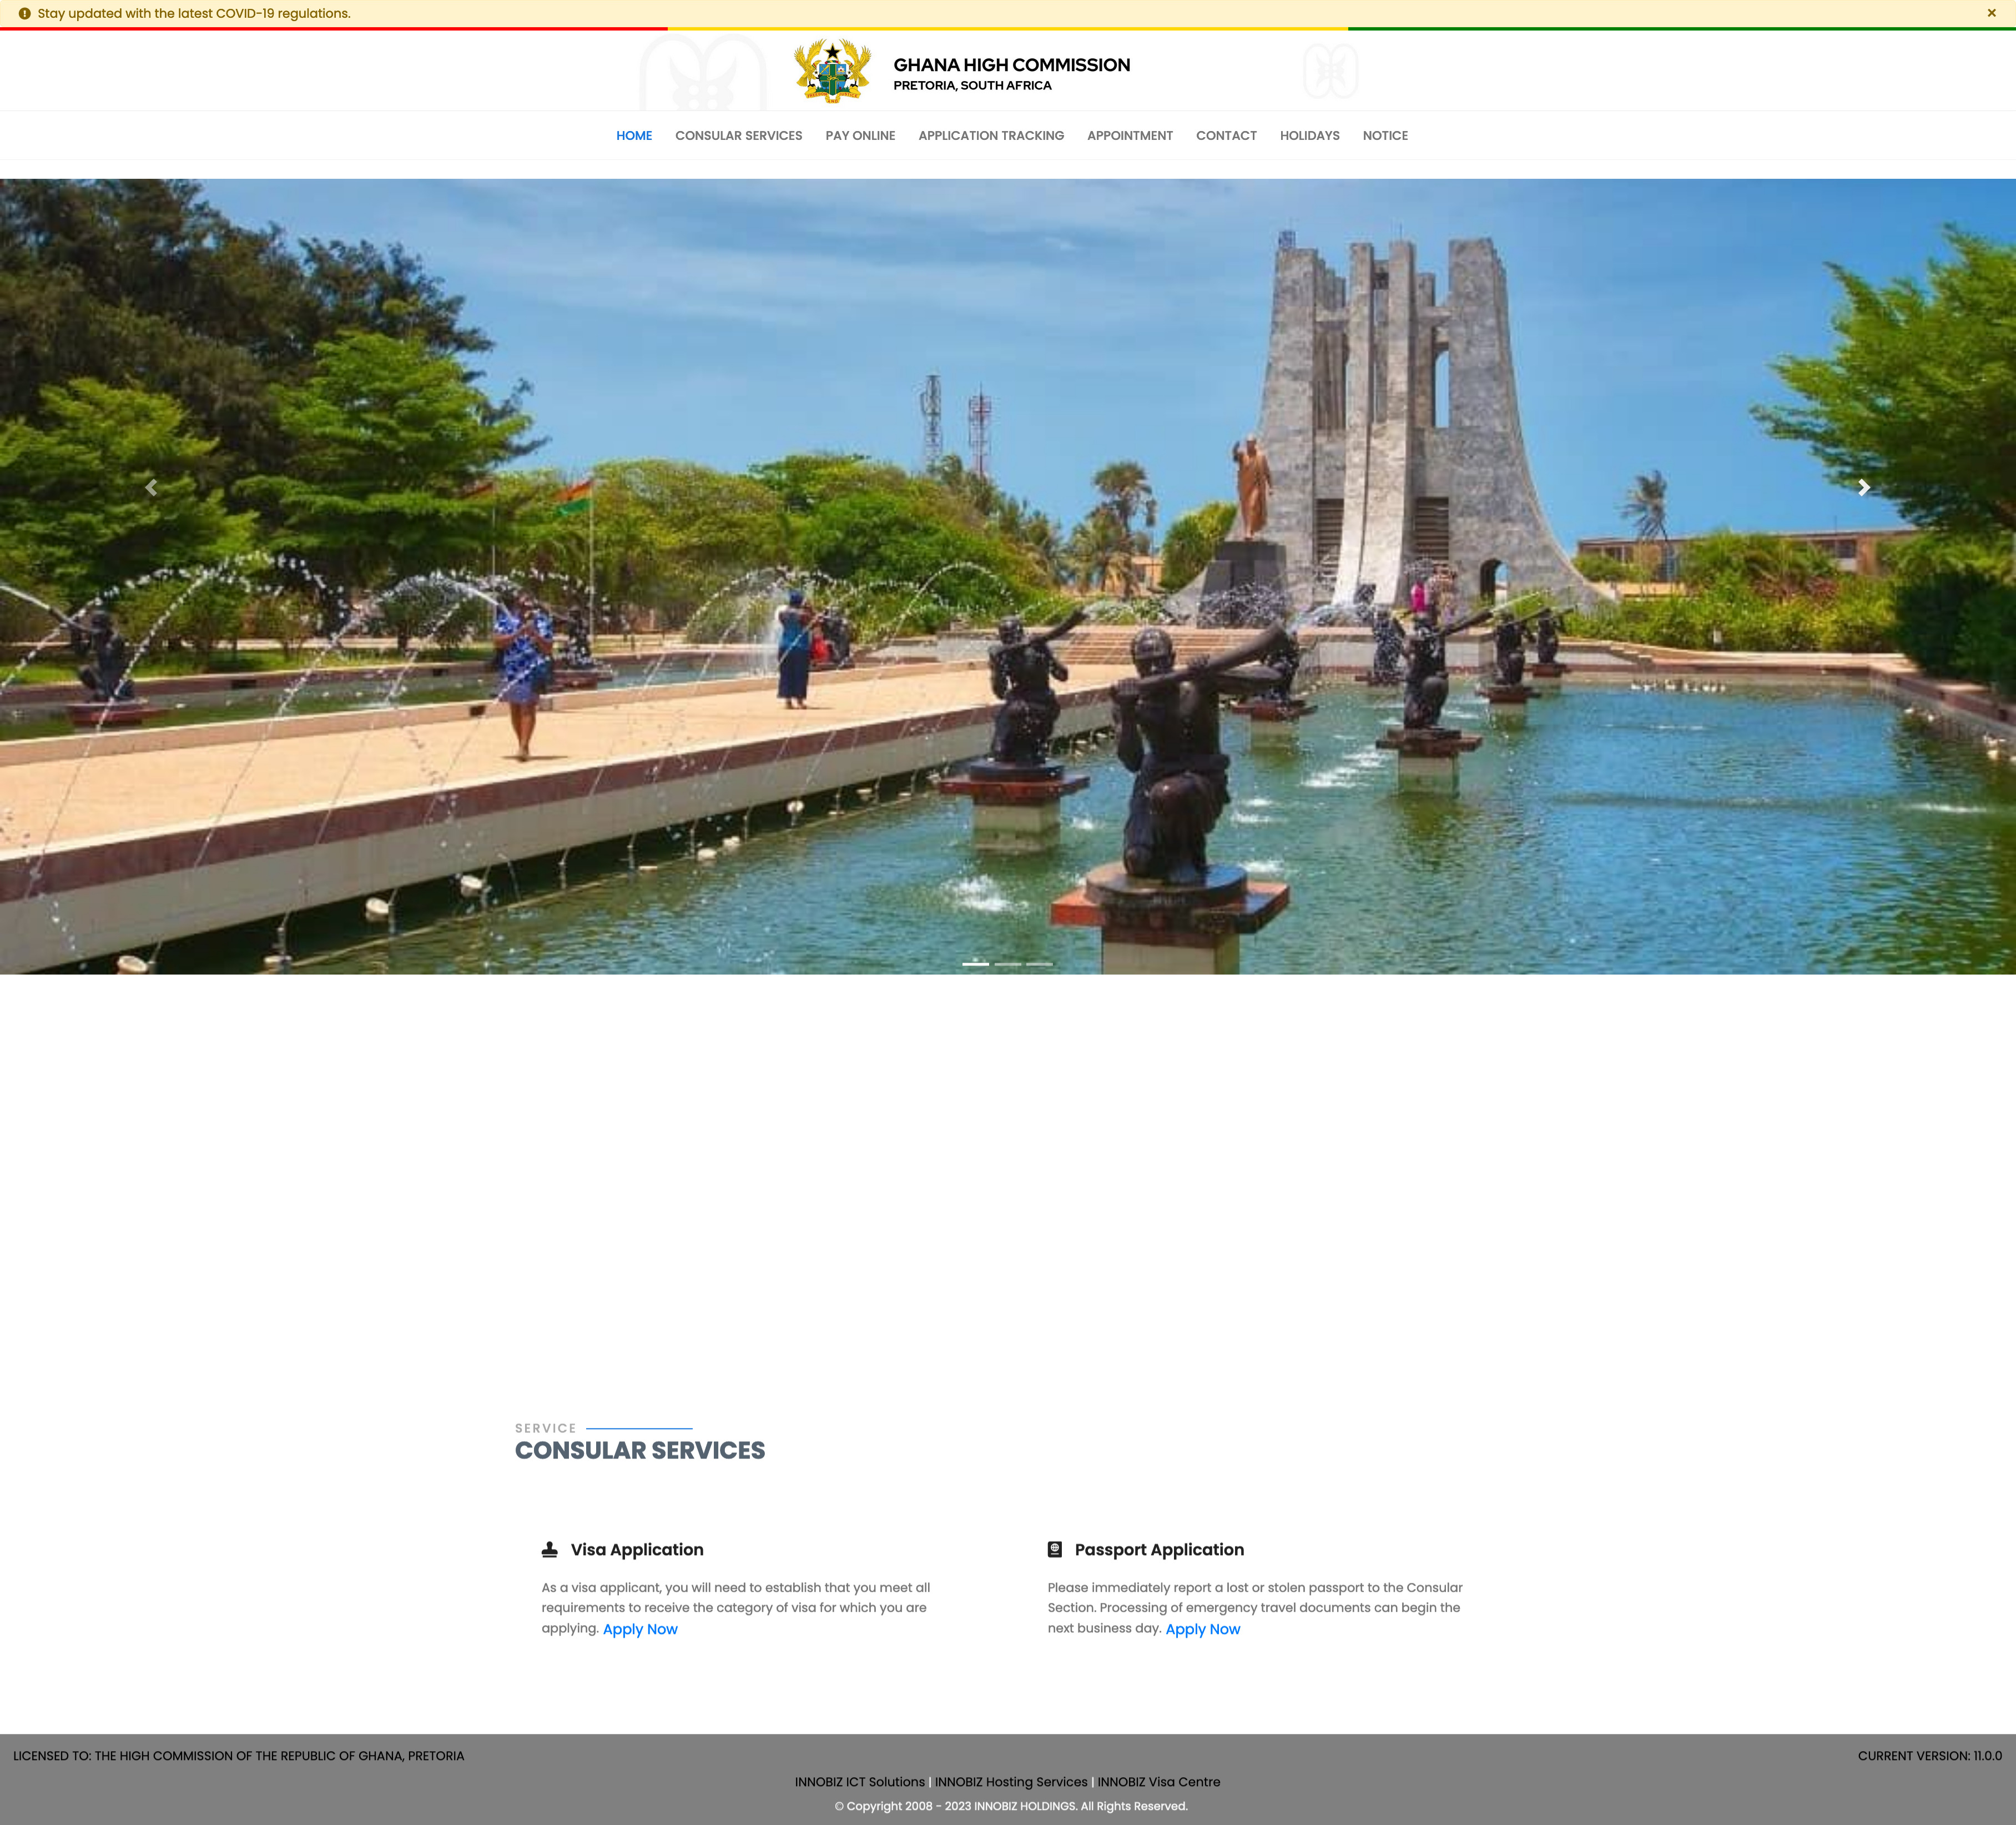 Stay updated with the latest COVID-19 regulations.
GHANA HIGH COMMISSION
PRETORIA, SOUTH AFRICA
HOME CONSULAR SERVICES PAY ONLINE APPLICATION TRACKING APPOINTMENT CONTACT HOLIDAYS NOTICE
SERVICE
CONSULAR SERVICES
Visa Application
As a visa applicant, you will need to establish that you meet all
requirements to receive the category of visa for which you are
applying. Apply Now
Passport Application
Please immediately report a lost or stolen passport to the Consular
Section. Processing of emergency travel documents can begin the
next business day. Apply Now
LICENSED TO: THE HIGH COMMISSION OF THE REPUBLIC OF GHANA, PRETORIA
CURRENT VERSION: 11.0.0
INNOBIZ ICT Solutions | INNOBIZ Hosting Services | INNOBIZ Visa Centre
© Copyright 2008 - 2023 INNOBIZ HOLDINGS. All Rights Reserved.